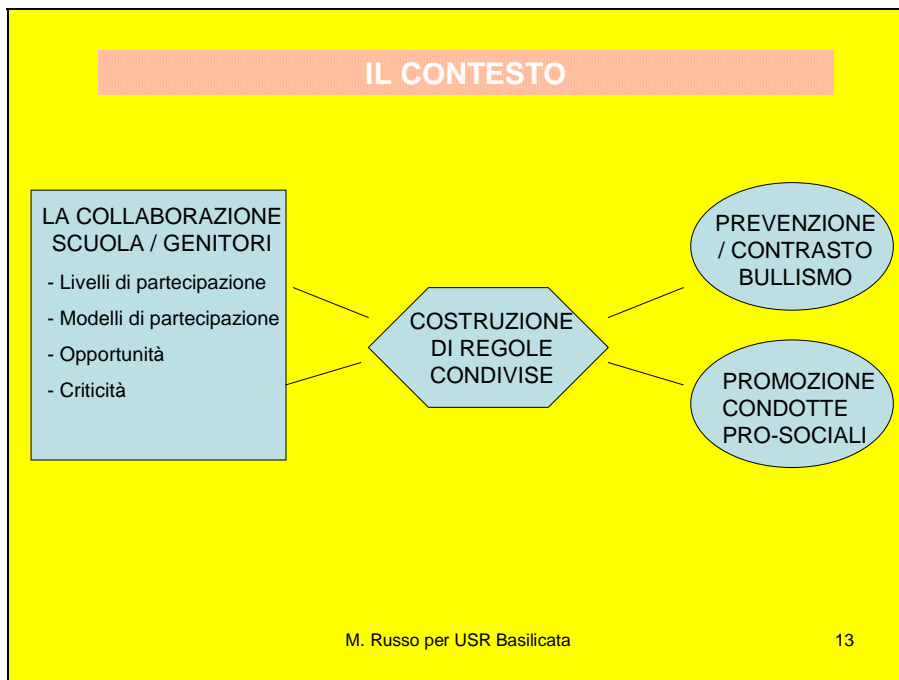 IL CONTESTO
LA COLLABORAZIONE
SCUOLA / GENITORI
- Livelli di partecipazione
- Modelli di partecipazione
- Opportunità
- Criticità
COSTRUZIONE
DI REGOLE
CONDIVISE
PREVENZIONE
/ CONTRASTO
BULLISMO
PROMOZIONE
CONDOTTE
PRO-SOCIALI
M. Russo per USR Basilicata
13